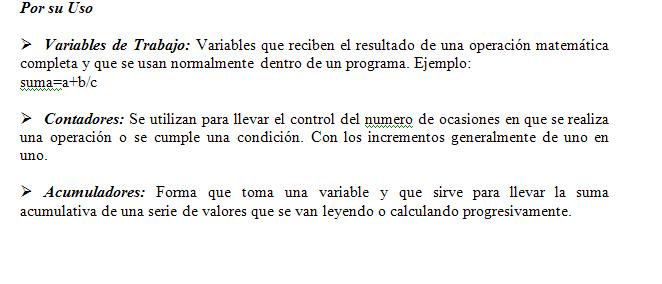 Por su Uso
➢ Variables de Trabajo: Variables que reciben el resultado de una operación matemática
completa y que se usan normalmente dentro de un programa. Ejemplo:
suma=a+b/c
➢ Contadores: Se utilizan para llevar el control del numero de ocasiones en que se realiza
una operación o se cumple una condición. Con los incrementos generalmente de uno en
uno.
➢ Acumuladores: Forma que toma una variable y que sirve para llevar la suma
acumulativa de una serie de valores que se van leyendo o calculando progresivamente.